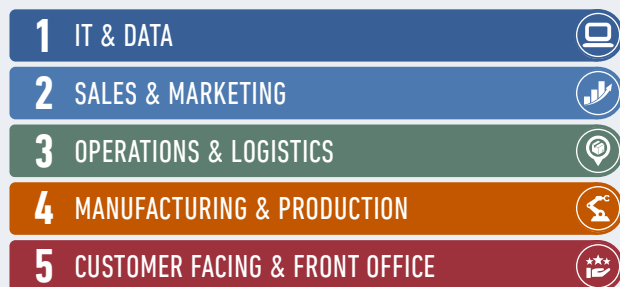 1 IT & DATA
2 SALES & MARKETING
3 OPERATIONS & LOGISTICS
4 MANUFACTURING & PRODUCTION
5 CUSTOMER FACING & FRONT OFFICE